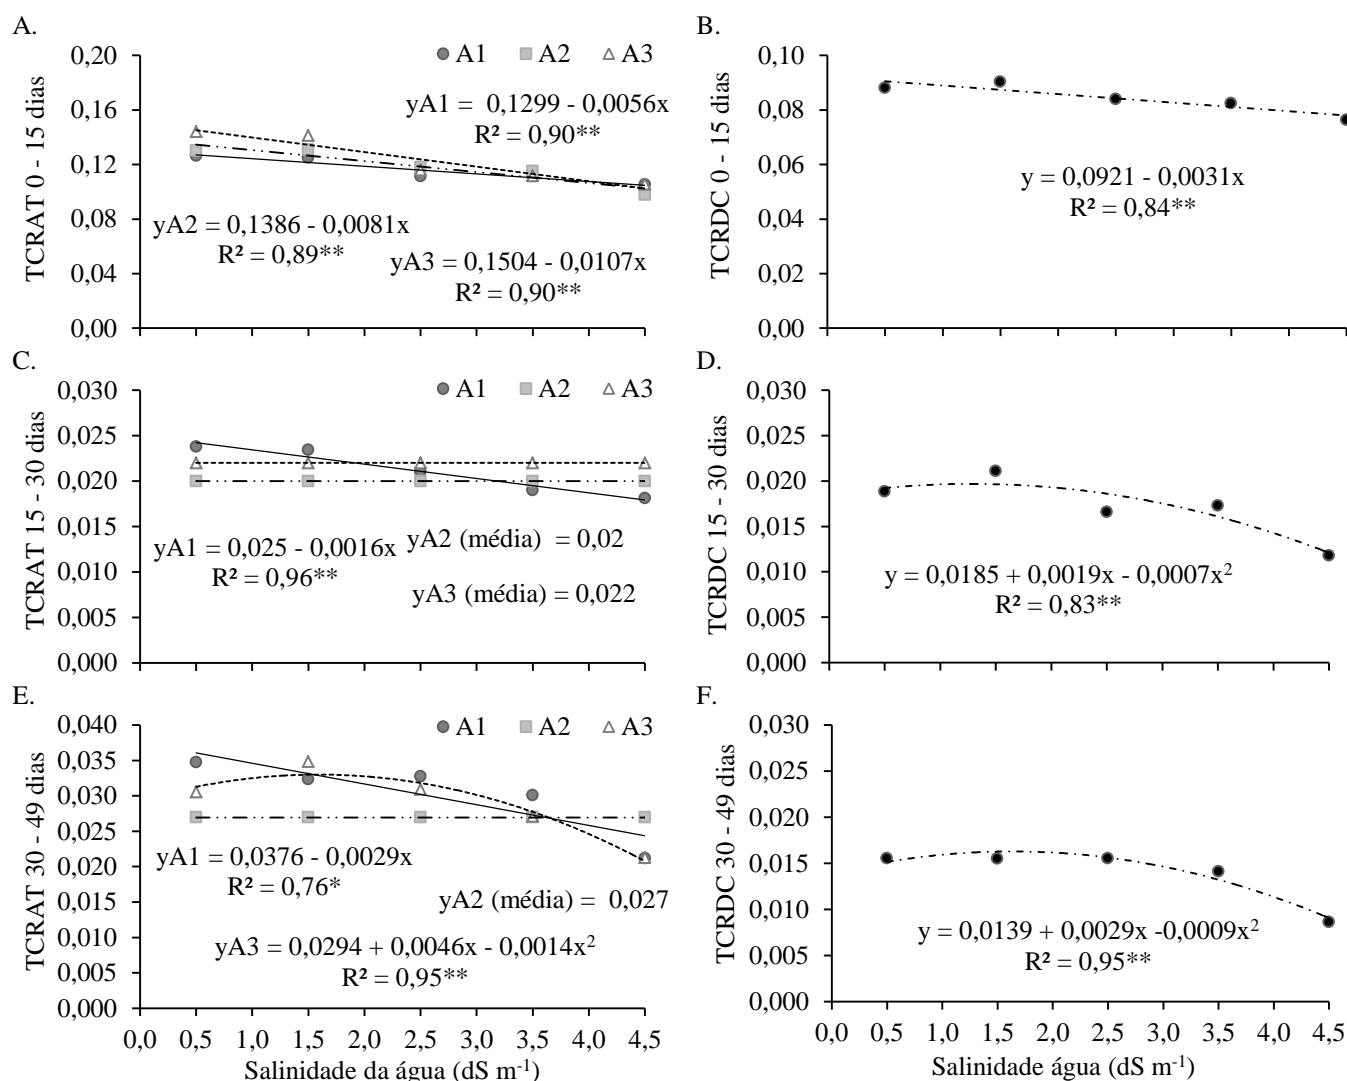 A.
● A1 ■ A2 △ A3
TCRAT 0 - 15 dias
0,20
0,16
0,12
0,08
0,04
0,00
yA1 = 0,1299 - 0,0056x
R² = 0,90**
yA2 = 0,1386 - 0,0081x
R² = 0,89**
yA3 = 0,1504 - 0,0107x
R² = 0,90**
B.
TCRDC 0 - 15 dias
0,10
0,08
0,06
0,04
0,02
0,00
y = 0,0921 - 0,0031x
R² = 0,84**
C.
● A1 ■ A2 △ A3
TCRAT 15 - 30 dias
0,030
0,025
0,020
0,015
0,010
0,005
0,000
yA1 = 0,025 - 0,0016x
R² = 0,96**
yA2 (média) = 0,02
yA3 (média) = 0,022
D.
TCRDC 15 - 30 dias
0,030
0,025
0,020
0,015
0,010
0,005
0,000
y = 0,0185 + 0,0019x - 0,0007x²
R² = 0,83**
E.
● A1 ■ A2 △ A3
TCRAT 30 - 49 dias
0,040
0,035
0,030
0,025
0,020
0,015
0,010
0,005
0,000
yA1 = 0,0376 - 0,0029x
R² = 0,76*
yA2 (média) = 0,027
yA3 = 0,0294 + 0,0046x - 0,0014x²
R² = 0,95**
0,0 0,5 1,0 1,5 2,0 2,5 3,0 3,5 4,0 4,5
Salinidade da água (dS m⁻¹)
F.
TCRDC 30 - 49 dias
0,030
0,025
0,020
0,015
0,010
0,005
0,000
y = 0,0139 + 0,0029x -0,0009x²
R² = 0,95**
0,0 0,5 1,0 1,5 2,0 2,5 3,0 3,5 4,0 4,5
Salinidade água (dS m⁻¹)